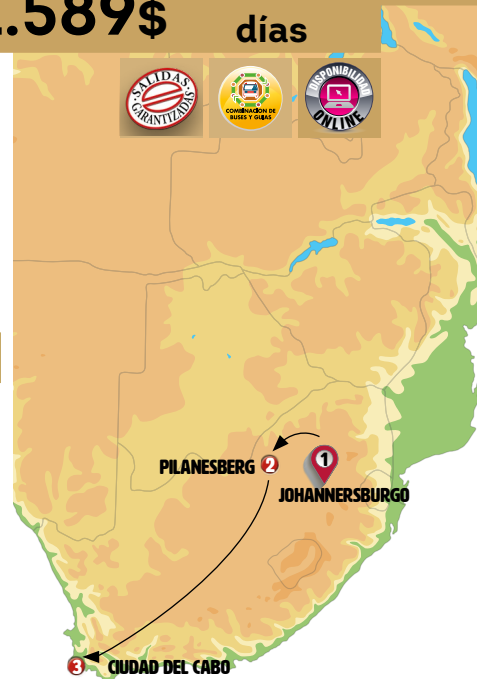 .589$
días
SALIDAS
GARANTIZADAS
COMBINACIÓN DE
BUSES Y GUÍAS
DISPONIBILIDAD
ONLINE
PILANESBERG 2
1
JOHANNERSBURGO
3 CIUDAD DEL CABO